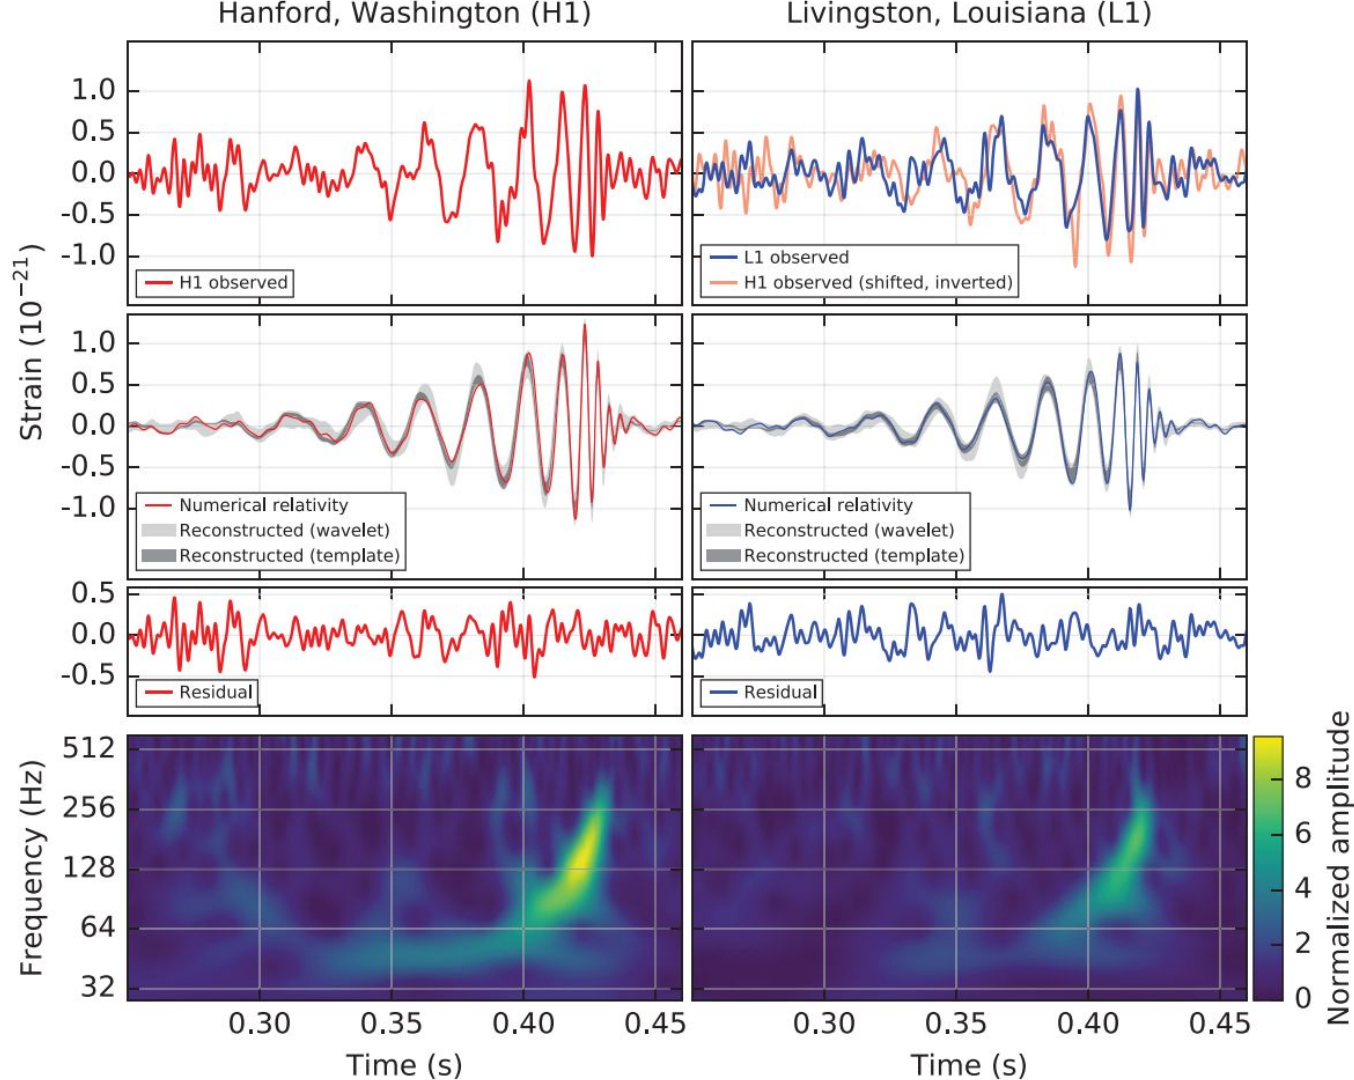 Hanford, Washington (H1)
Livingston, Louisiana (L1)
Strain (10⁻²¹)
1.0
0.5
0.0
-0.5
-1.0
H1 observed
L1 observed
H1 observed (shifted, inverted)
1.0
0.5
0.0
-0.5
-1.0
Numerical relativity
Reconstructed (wavelet)
Reconstructed (template)
Numerical relativity
Reconstructed (wavelet)
Reconstructed (template)
0.5
0.0
-0.5
Residual
Residual
Frequency (Hz)
512
256
128
64
32
Normalized amplitude
8
6
4
2
0
0.30 0.35 0.40 0.45
0.30 0.35 0.40 0.45
Time (s)
Time (s)